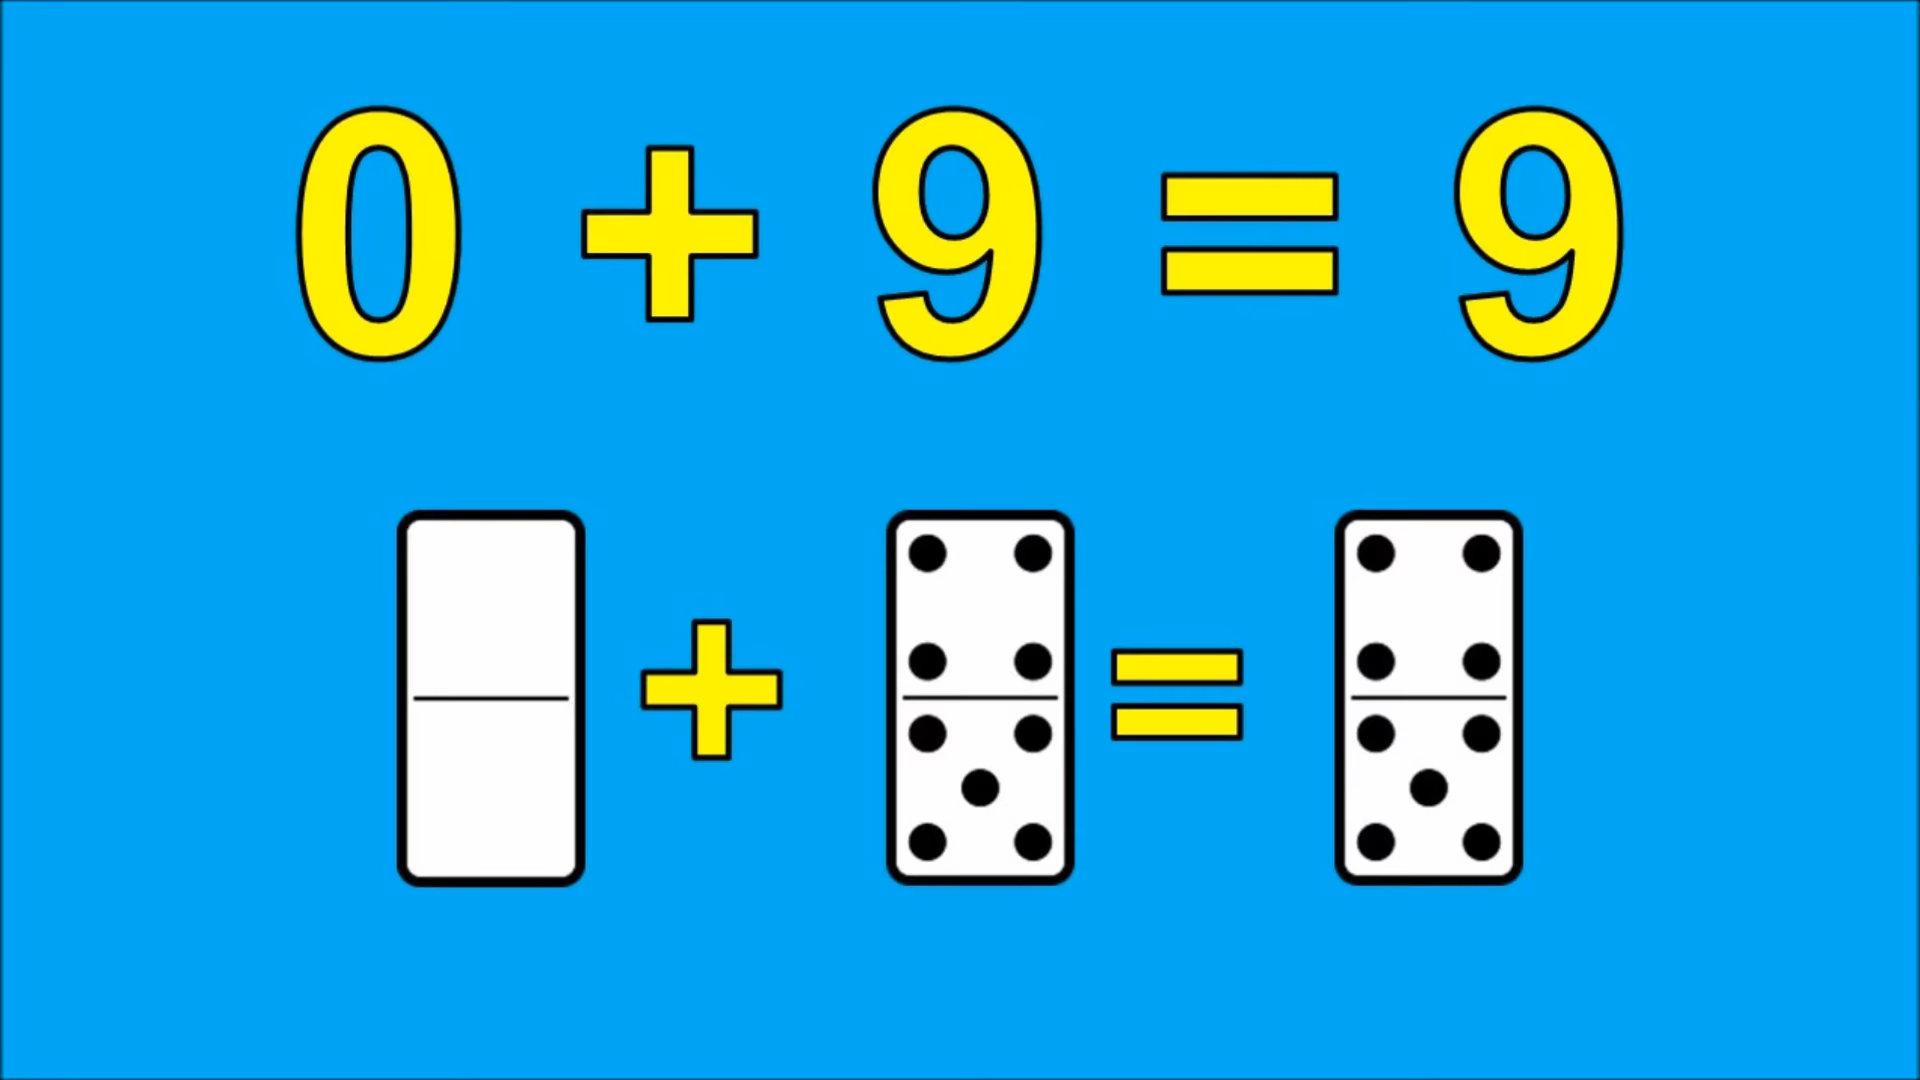 0 + 9 = 9
+ =